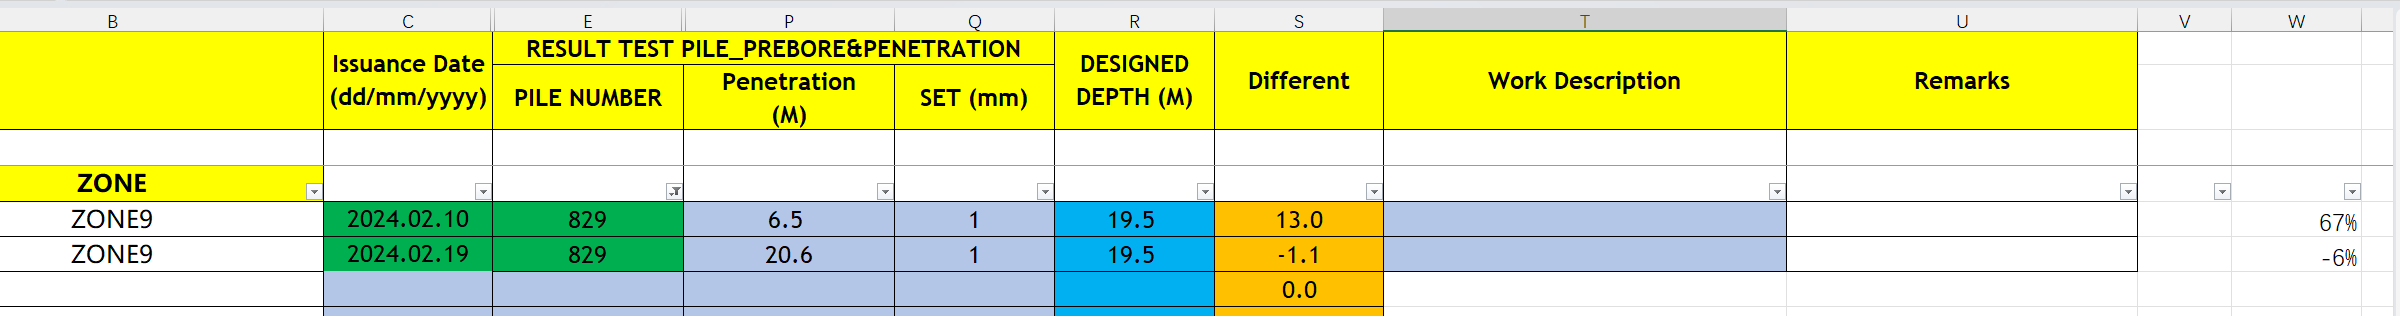 B C E P Q R S T U V W
RESULT TEST PILE_PREBORE&PENETRATION
Issuance Date
(dd/mm/yyyy)
PILE NUMBER
Penetration
(M)
SET (mm)
DESIGNED
DEPTH (M)
Different
Work Description
Remarks
ZONE
ZONE9 2024.02.10 829 6.5 1 19.5 13.0 67%
ZONE9 2024.02.19 829 20.6 1 19.5 -1.1 -6%
0.0